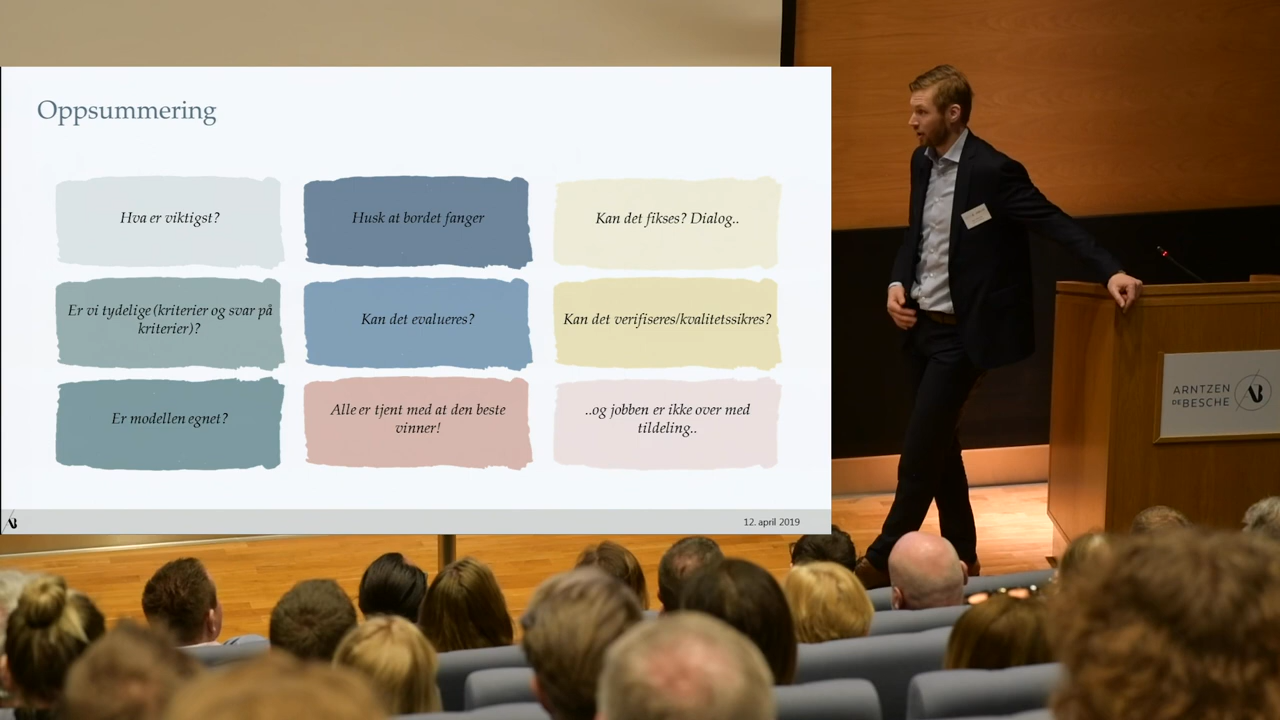 Oppsummering
Hva er viktigst?
Husk at bordet fanger
Kan det fikses? Dialog..
Er vi tydelige (kriterier og svar på
kriterier)?
Kan det evalueres?
Kan det verifiseres/kvalitetssikres?
Er modellen egnet?
Alle er tjent med at den beste
vinner!
..og jobben er ikke over med
tildeling..
12. april 2019
ARNTZEN
DE BESCHE